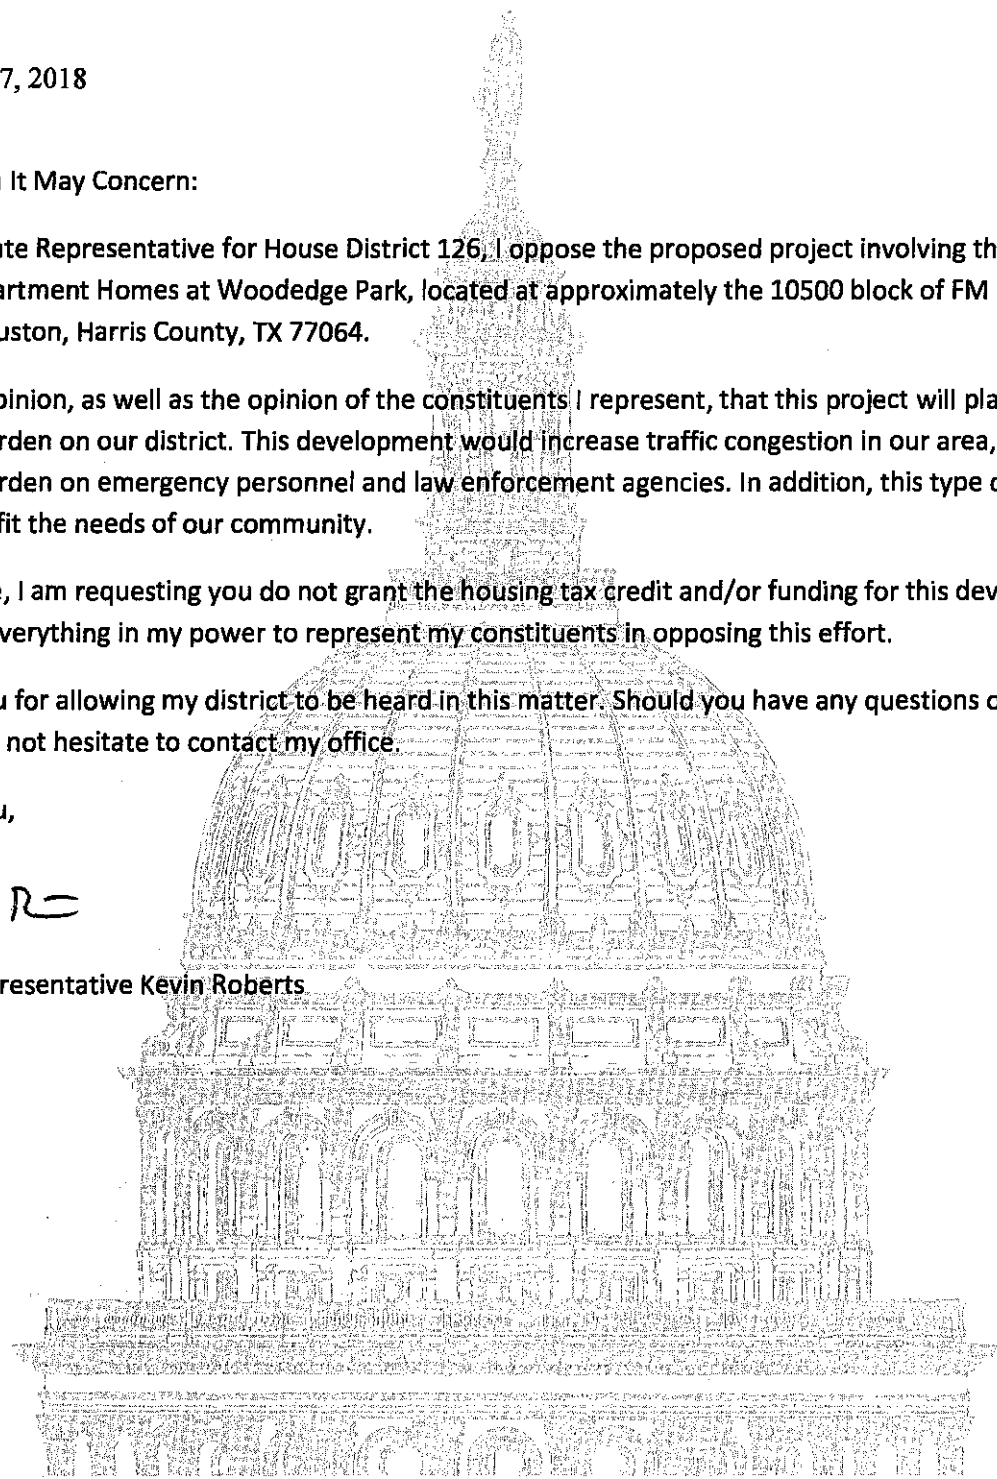 7, 2018
It May Concern:
te Representative for House District 126, I oppose the proposed project involving th
artment Homes at Woodedge Park, located at approximately the 10500 block of FM
uston, Harris County, TX 77064.
pinion, as well as the opinion of the constituents I represent, that this project will pla
rden on our district. This development would increase traffic congestion in our area,
rden on emergency personnel and law enforcement agencies. In addition, this type o
fit the needs of our community.
e, I am requesting you do not grant the housing tax credit and/or funding for this dev
everything in my power to represent my constituents in opposing this effort.
u for allowing my district to be heard in this matter. Should you have any questions o
not hesitate to contact my office.
u,
resentative Kevin Roberts